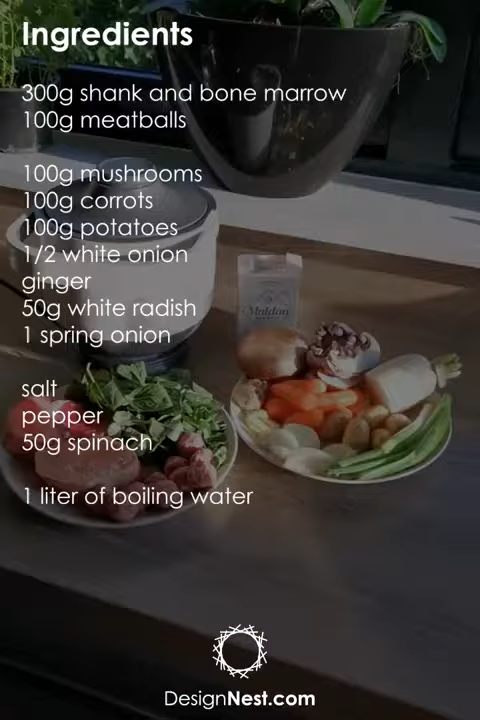 Ingredients
300g shank and bone marrow
100g meatballs
100g mushrooms
100g corrots
100g potatoes
1/2 white onion
ginger
50g white radish
1 spring onion
salt
pepper
50g spinach
1 liter of boiling water
Maldon
DesignNest.com